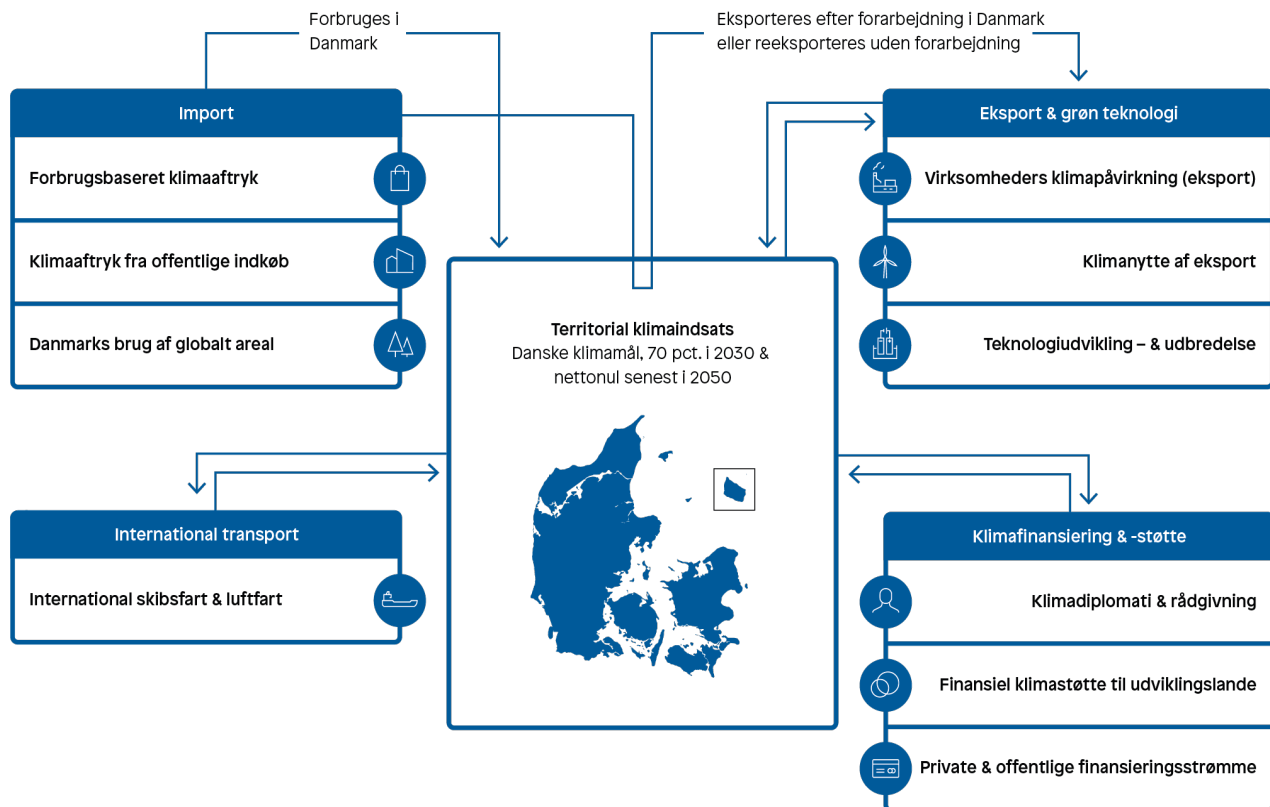 Forbruges i
Danmark
Eksporteres efter forarbejdning i Danmark
eller reeksporteres uden forarbejdning
Import
Forbrugsbaseret klimaaftryk
Klimaaftryk fra offentlige indkøb
Danmarks brug af globalt areal
Eksport & grøn teknologi
Virksomheders klimapåvirkning (eksport)
Klimanytte af eksport
Teknologiudvikling – & udbredelse
Territorial klimaindsats
Danske klimamål, 70 pct. i 2030 &
nettonul senest i 2050
International transport
International skibsfart & luftfart
Klimafinansiering & -støtte
Klimadiplomati & rådgivning
Finansiel klimastøtte til udviklingslande
Private & offentlige finansieringsstrømme